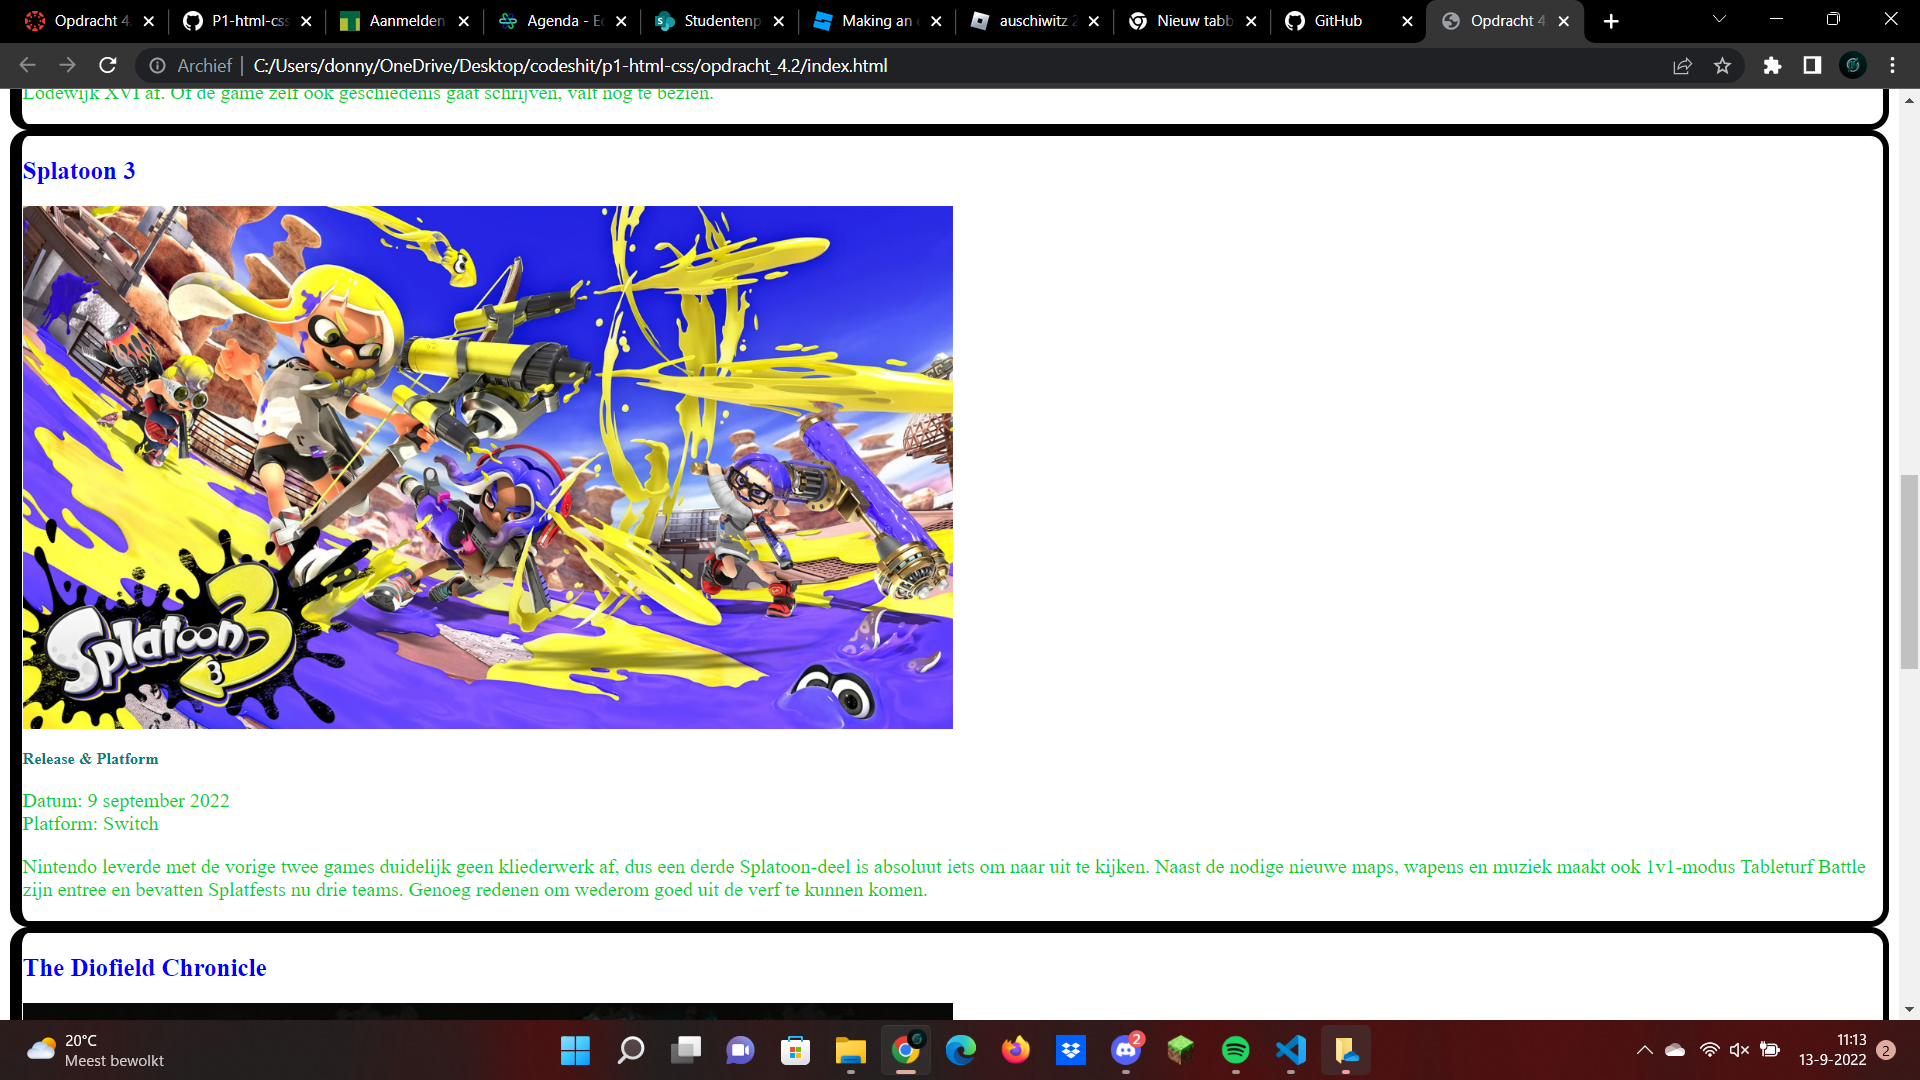 Opdracht 4.
P1-html-css
Aanmelden
Agenda - Ec
Studentenp
Making an e
auschiwitz 2
Nieuw tabb
GitHub
Opdracht 4.
Archief | C:/Users/donny/OneDrive/Desktop/codeshit/p1-html-css/opdracht_4.2/index.html
Lodewijk XVI af. Of de game zelf ook geschiedenis gaat schrijven, valt nog te bezien.
Splatoon 3
Splatoon 3
Release & Platform
Datum: 9 september 2022
Platform: Switch
Nintendo leverde met de vorige twee games duidelijk geen kliederwerk af, dus een derde Splatoon-deel is absoluut iets om naar uit te kijken. Naast de nodige nieuwe maps, wapens en muziek maakt ook 1v1-modus Tableturf Battle
zijn entree en bevatten Splatfests nu drie teams. Genoeg redenen om wederom goed uit de verf te kunnen komen.
The Diofield Chronicle
20°C
Meest bewolkt
2
11:13
13-9-2022
2